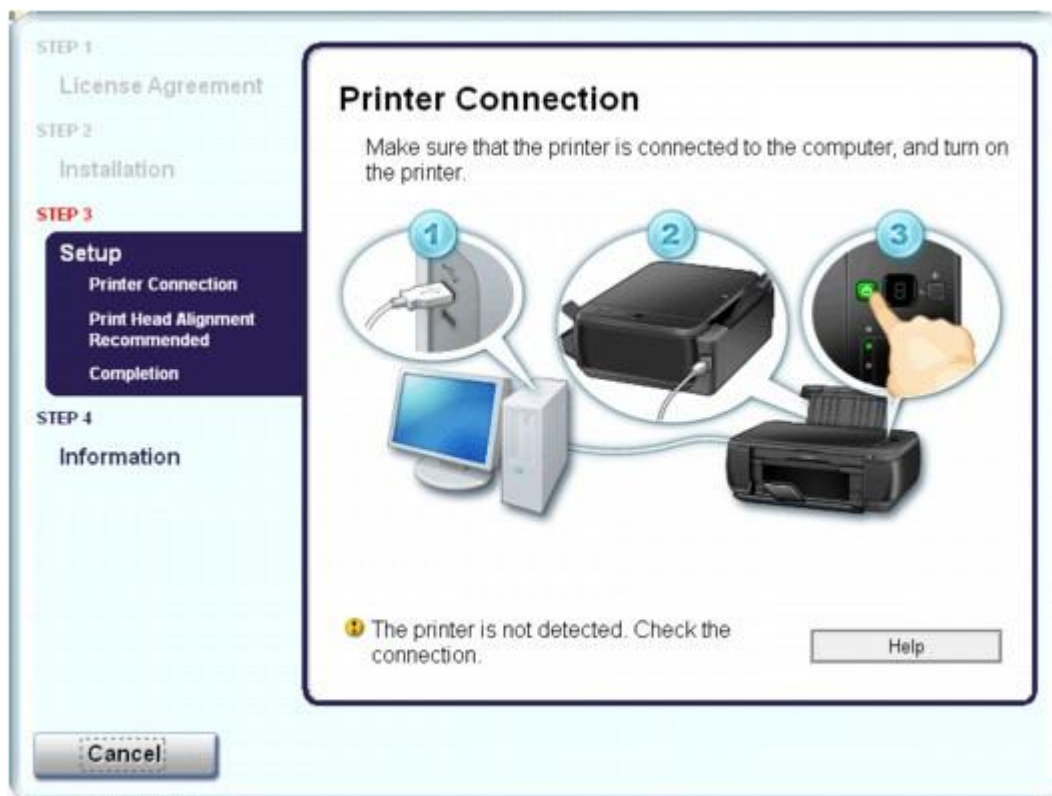 STEP 1
License Agreement
STEP 2
Installation
STEP 3
Setup
Printer Connection
Print Head Alignment
Recommended
Completion
STEP 4
Information
Printer Connection
Make sure that the printer is connected to the computer, and turn on
the printer.
1
2
3
The printer is not detected. Check the
connection.
Help
Cancel